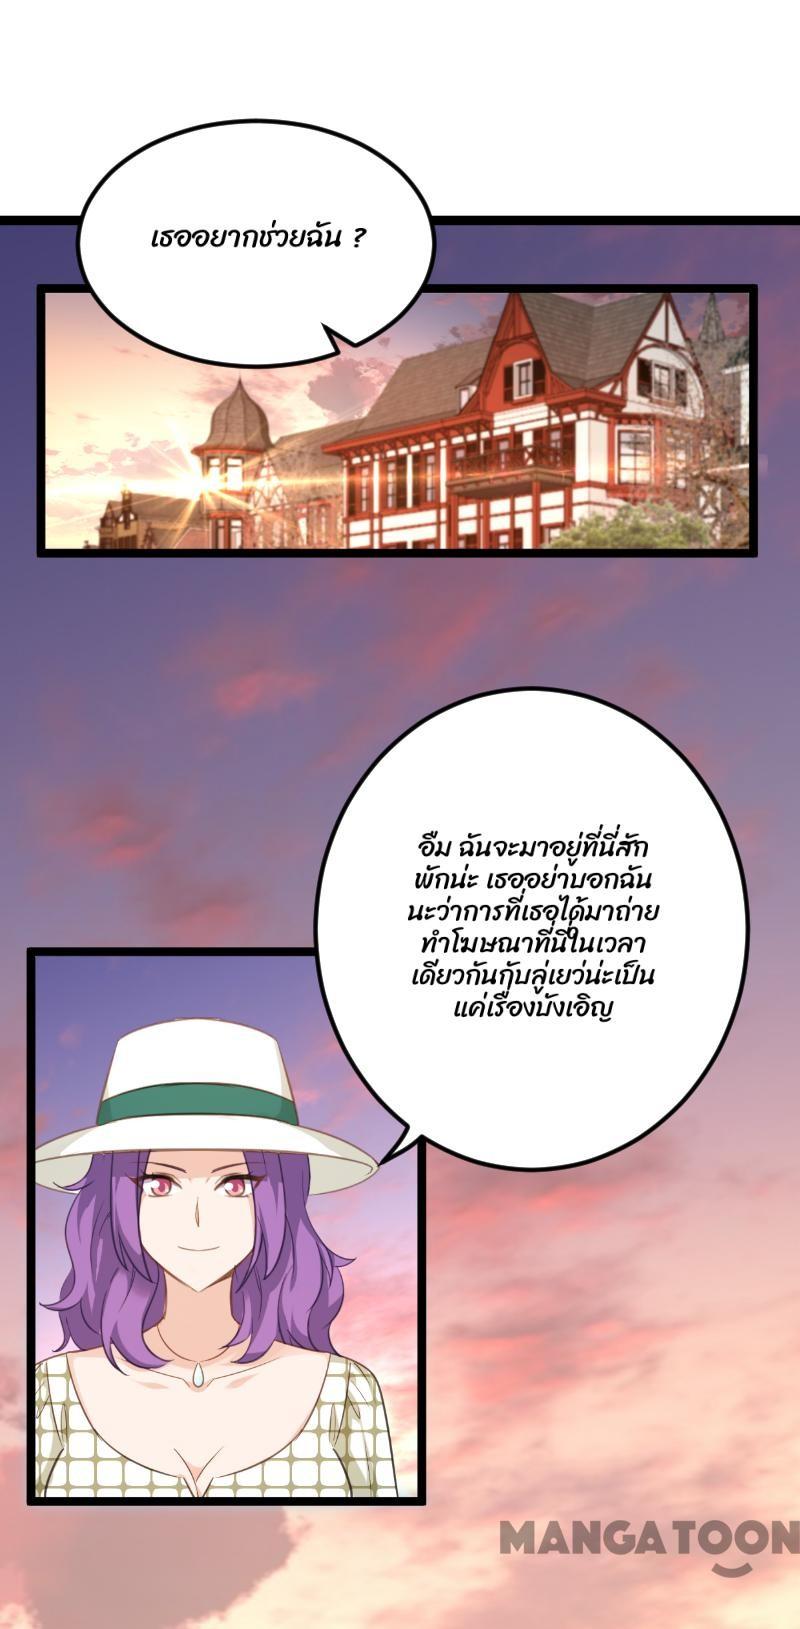 เธออยากช่วยฉัน ?
อืม ฉันจะมาอยู่ที่นี่สัก
พักน่ะ เธออย่าบอกฉัน
นะว่าการที่เธอได้มาถ่าย
ทำโฆษณาที่นี่ในเวลา
เดียวกันกับลู่เยว่น่ะเป็น
แค่เรื่องบังเอิญ
MANGATOON